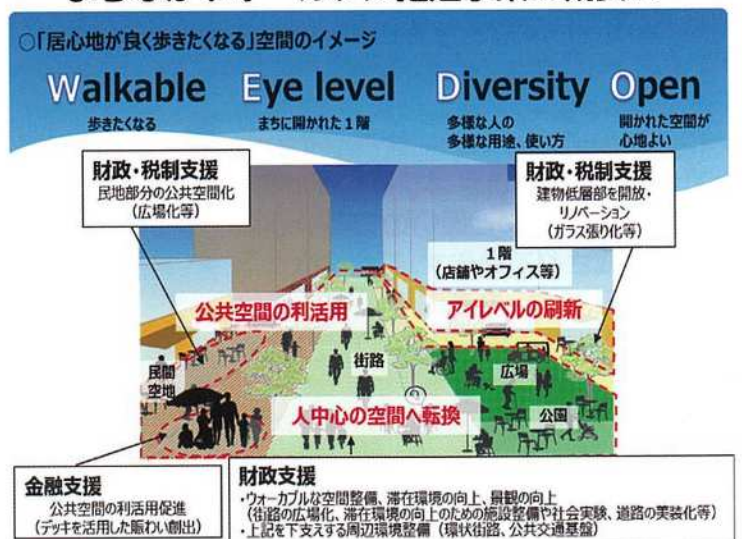 ○「居心地が良く歩きたくなる」空間のイメージ
Walkable Eye level Diversity Open
歩きたくなる
まちに開かれた1階
多様な人の
多様な用途、使い方
開かれた空間が
心地よい
財政・税制支援
民地部分の公共空間化
(広場化等)
財政・税制支援
建物低層部を開放・
リノベーション
(ガラス張り化等)
1階
(店舗やオフィス等)
公共空間の利活用
アイレベルの刷新
民間
空地
街路
広場
公園
人中心の空間へ転換
金融支援
公共空間の利活用促進
(デッキを活用した賑わい創出)
財政支援
・ウォーカブルな空間整備、滞在環境の向上、景観の向上
(街路の広場化、滞在環境の向上のための施設整備や社会実験、道路の美装化等)
・上記を下支えする周辺環境整備(環状街路、公共交通基盤)